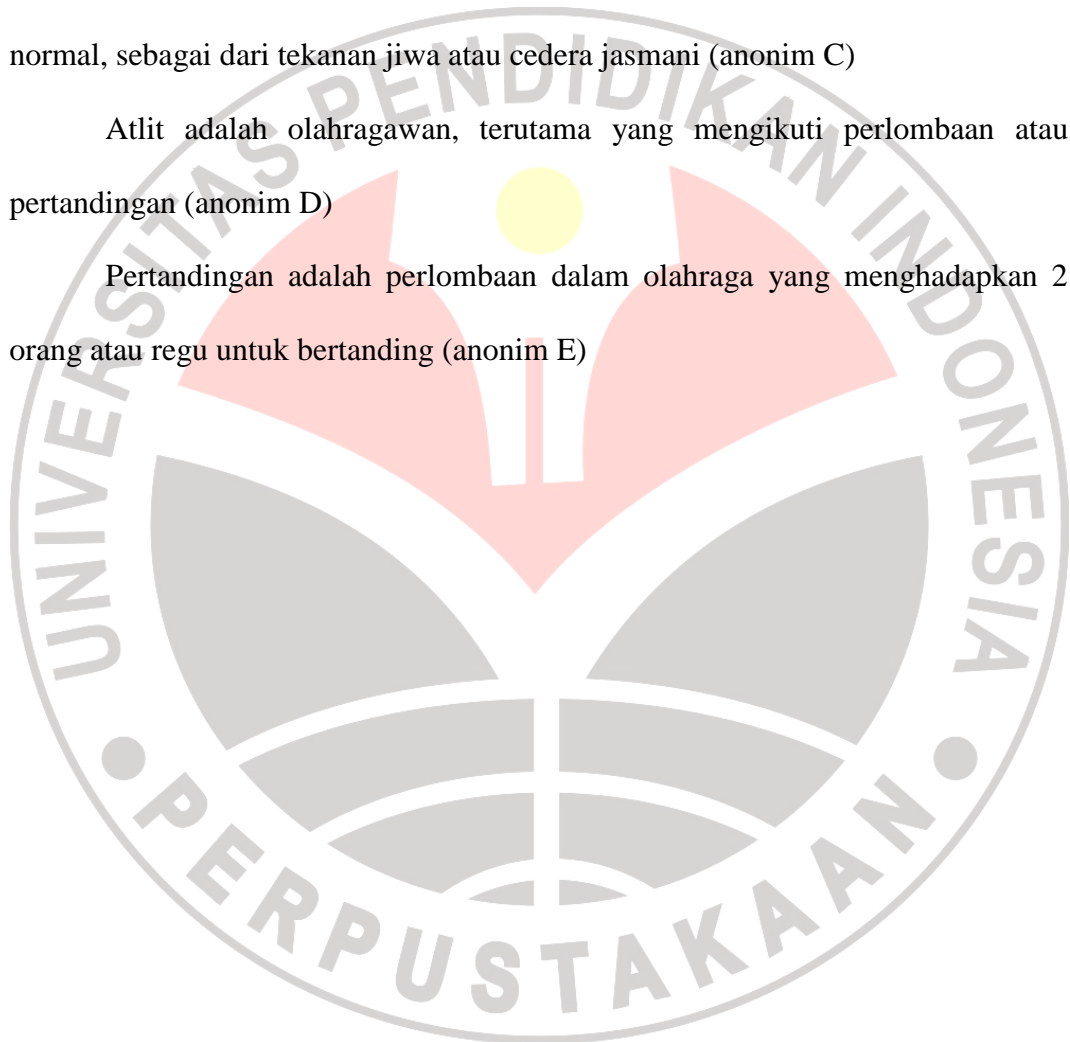 normal, sebagai dari tekanan jiwa atau cedera jasmani (anonim C)
Atlit adalah olahragawan, terutama yang mengikuti perlombaan atau
pertandingan (anonim D)
Pertandingan adalah perlombaan dalam olahraga yang menghadapkan 2
orang atau regu untuk bertanding (anonim E)
UNIVERSITAS PENDIDIKAN INDONESIA
PERPUSTAKAAN